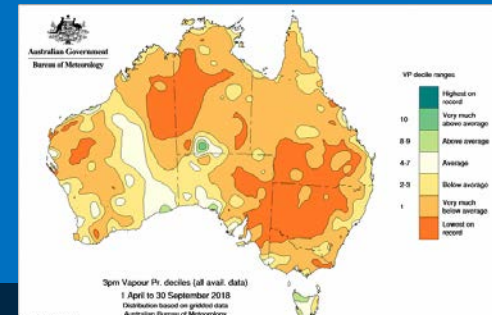 Australian Government
Bureau of Meteorology
VP decile ranges
Highest on
record
10
Very much
above average
8-9
Above average
4-7
Average
2-3
Below average
1
Very much
below average
Lowest on
record
3pm Vapour Pr. deciles (all avail. data)
1 April to 30 September 2018
Distribution based on gridded data
Australian Bureau of Meteorology